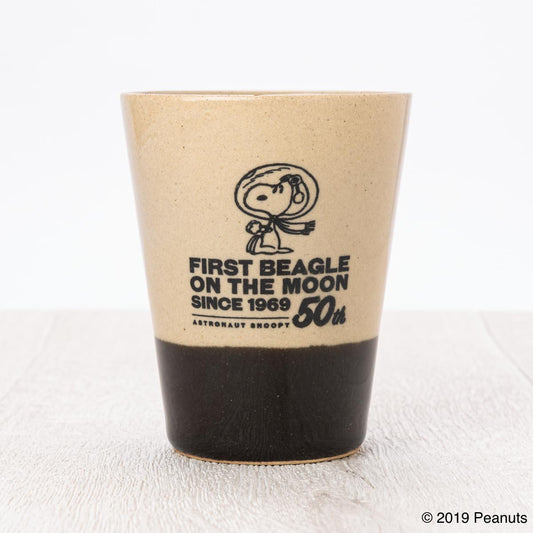 FIRST BEAGLE
ON THE MOON
SINCE 1969
ASTRONAUT SNOOPY 50th
© 2019 Peanuts